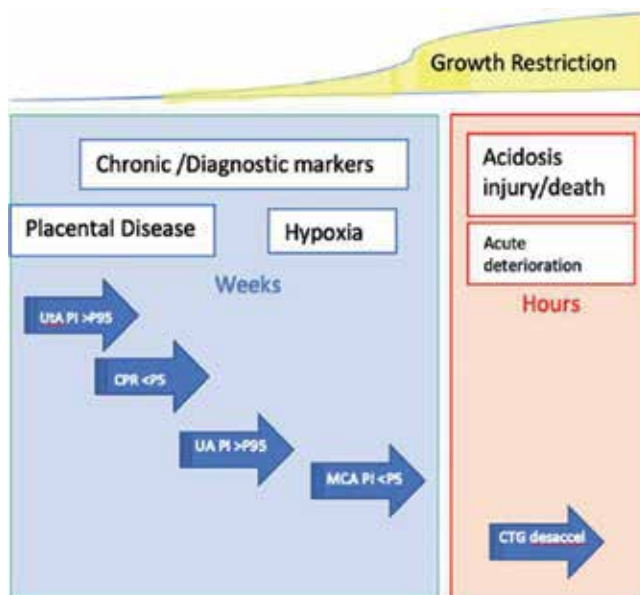 Growth Restriction
Chronic /Diagnostic markers
Placental Disease
Hypoxia
Weeks
UtA PI >P95
CPR <P5
UA PI >P95
MCA PI <P5
Acidosis
injury/death
Acute
deterioration
Hours
CTG desaccel